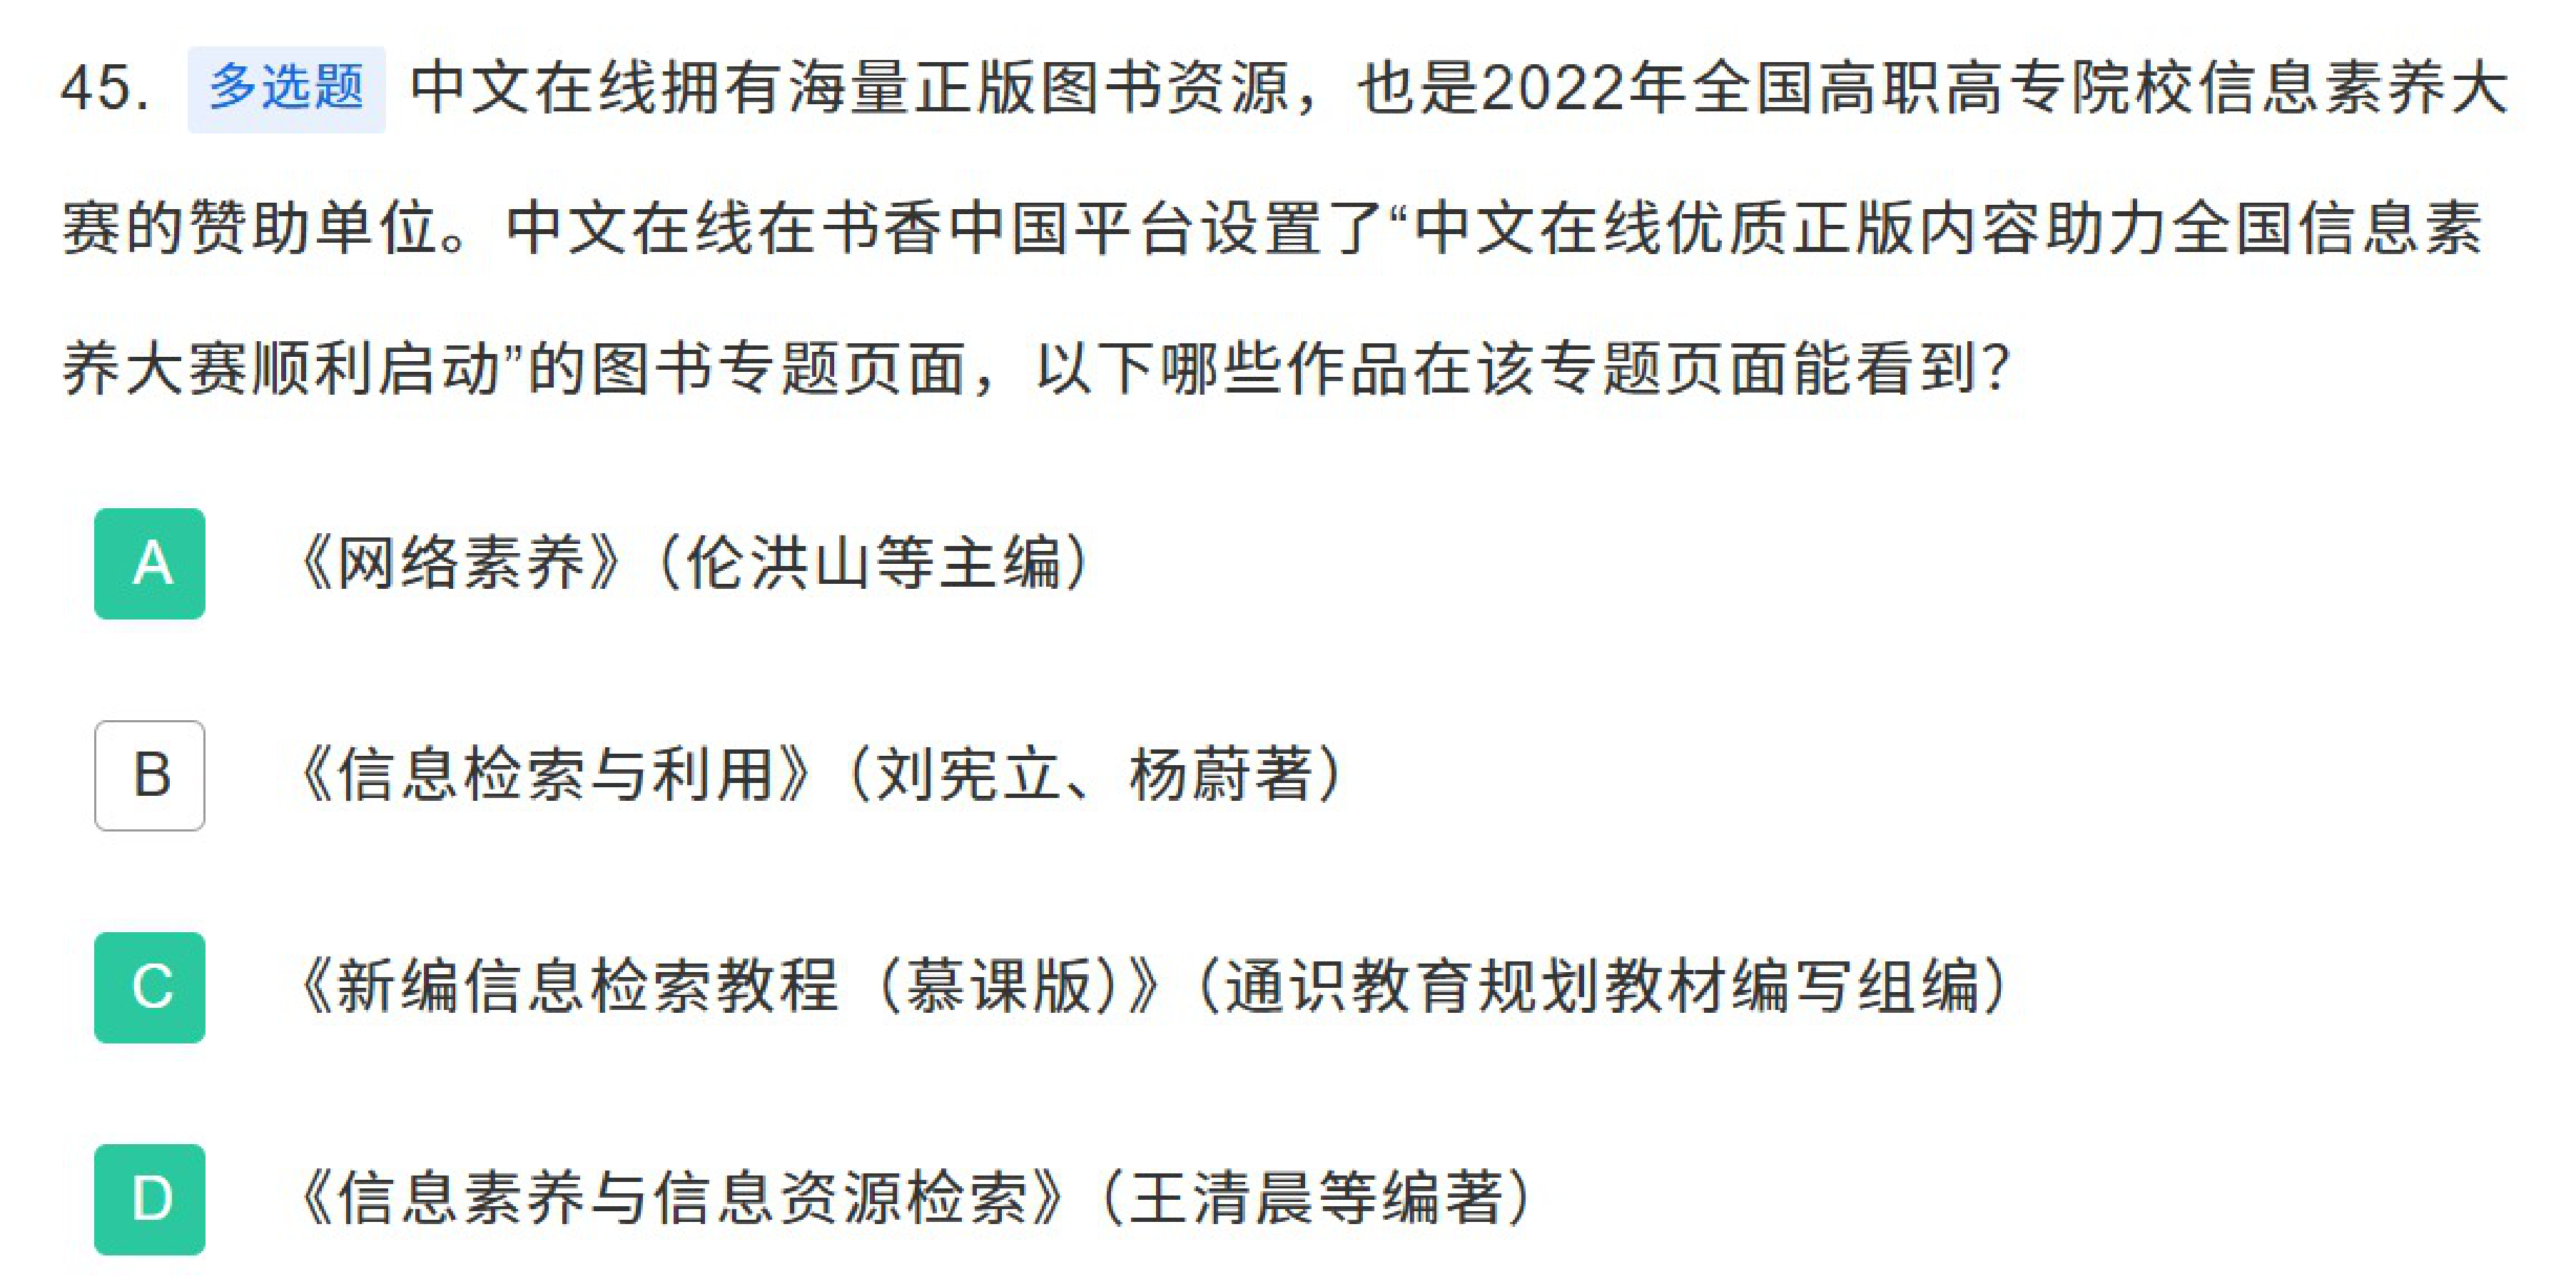 45. 多选题 中文在线拥有海量正版图书资源，也是2022年全国高职高专院校信息素养大
赛的赞助单位。中文在线在书香中国平台设置了“中文在线优质正版内容助力全国信息素
养大赛顺利启动”的图书专题页面，以下哪些作品在该专题页面能看到？
A 《网络素养》（伦洪山等主编）
B 《信息检索与利用》（刘宪立、杨蔚著）
C 《新编信息检索教程（慕课版）》（通识教育规划教材编写组编）
D 《信息素养与信息资源检索》（王清晨等编著）